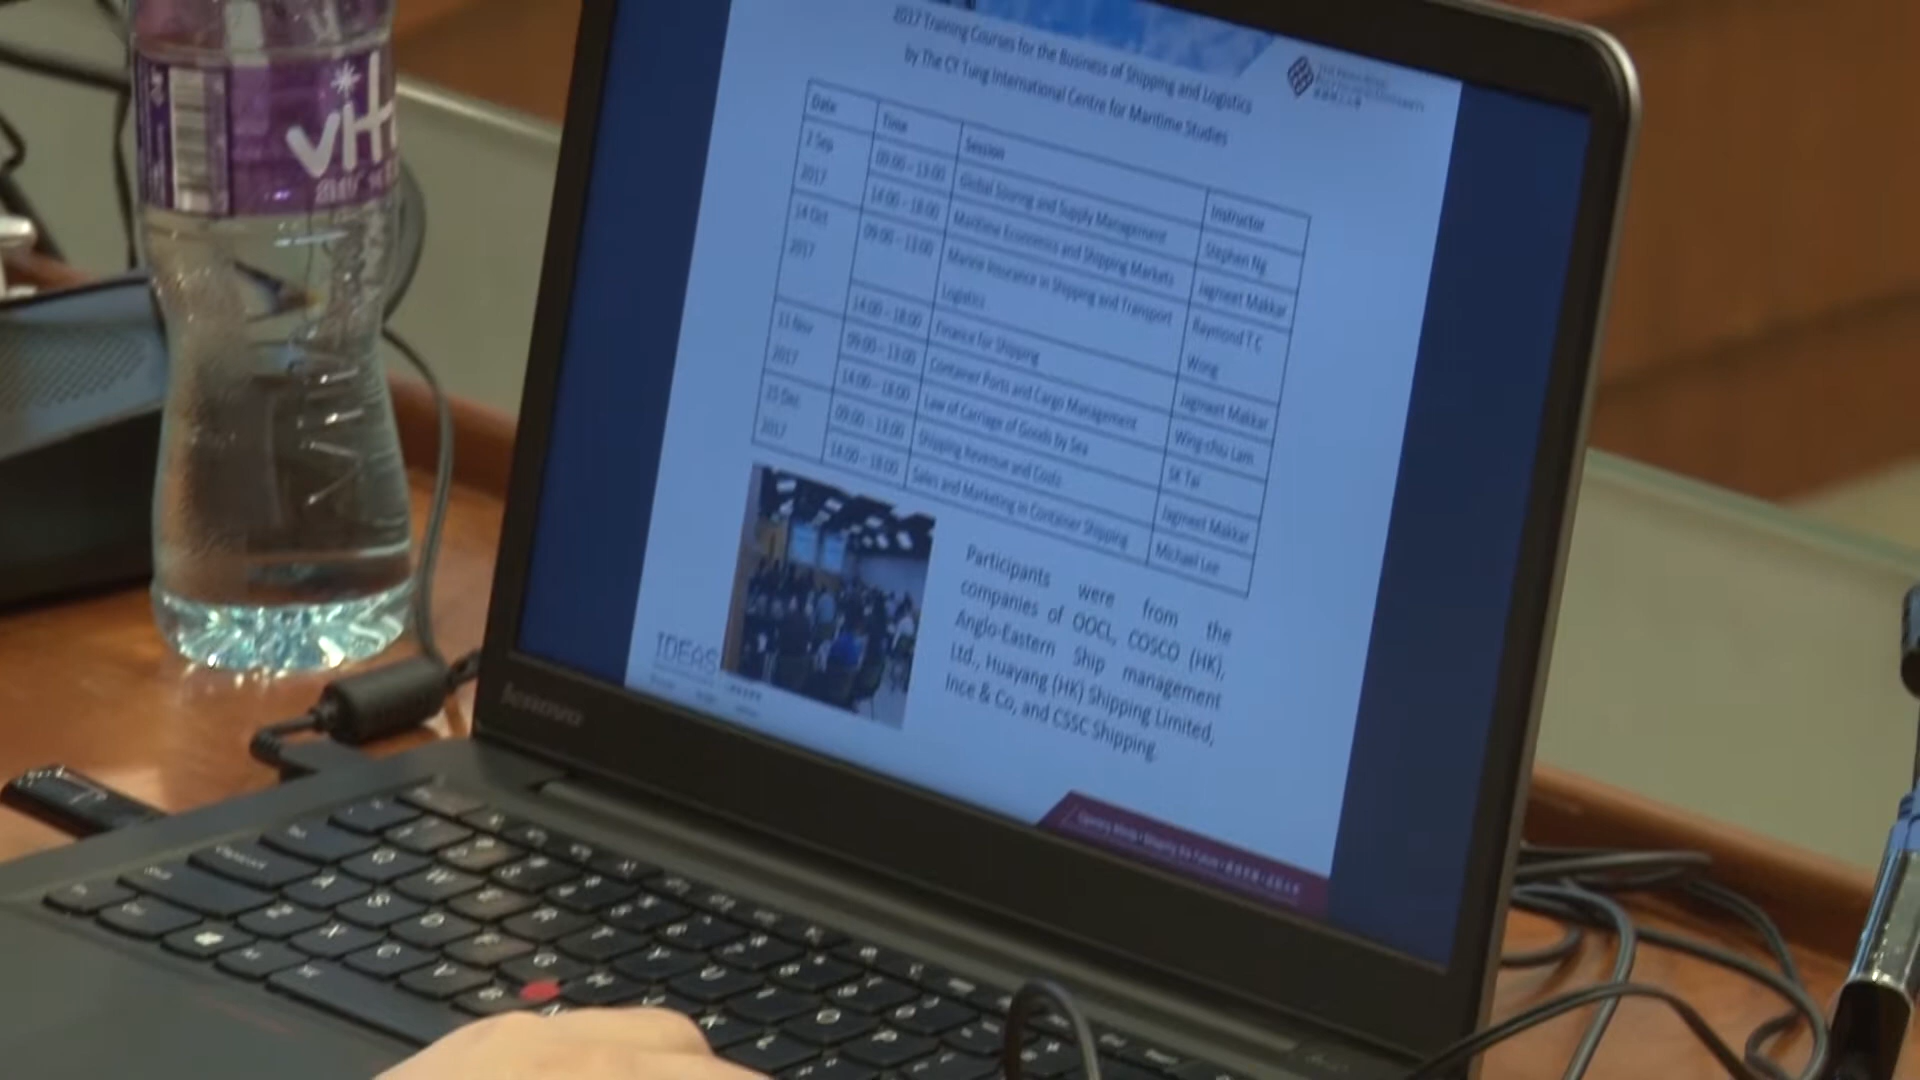 vita
VITA
2017 Training Courses for the Business of Shipping and Logistics
by The CY Tung International Centre for Maritime Studies
Date Time Session Instructor
2 Sep 2017 09:00 – 13:00 Global Sourcing and Supply Management Stephen Ng
14:00 – 18:00 Maritime Economics and Shipping Markets Jagmeet Makkar
14 Oct 2017 09:00 – 13:00 Marine Insurance in Shipping and Transport Logistics Raymond T C Wong
14:00 – 18:00 Finance for Shipping Jagmeet Makkar
11 Nov 2017 09:00 – 13:00 Container Ports and Cargo Management Wing-chiu Lam
14:00 – 18:00 Law of Carriage of Goods by Sea SK Tai
2017 09:00 – 13:00 Shipping Revenue and Costs Jagmeet Makkar
14:00 – 18:00 Sales and Marketing in Container Shipping Michael Lee
Participants were from the
companies of OOCL, COSCO (HK),
Anglo-Eastern Ship management
Ltd., Huayang (HK) Shipping Limited,
Ince & Co, and CSSC Shipping.
IDEAS
lenovo